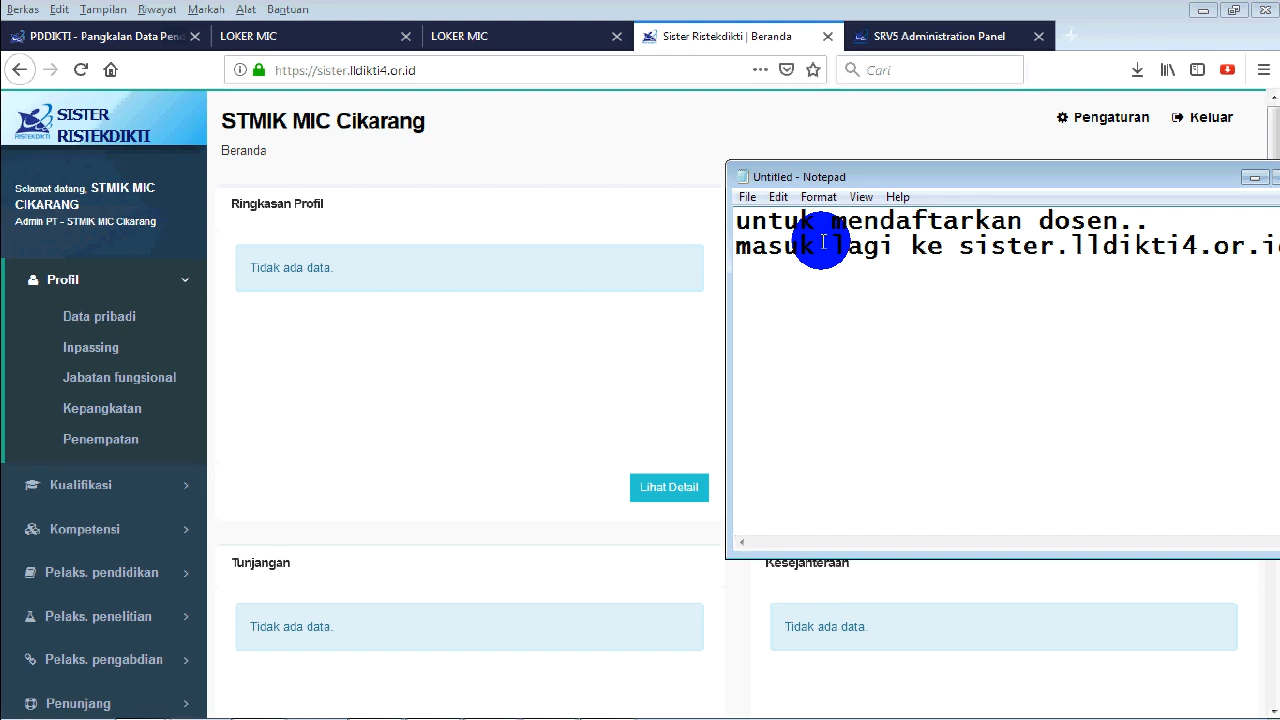 Berkas Edit Tampilan Riwayat Markah Alat Bantuan
PDDIKTI - Pangkalan Data Pend
LOKER MIC
LOKER MIC
Sister Ristekdikti | Beranda
SRV5 Administration Panel
https://sister.lldikti4.or.id
Cari
SISTER
RISTEKDIKTI
STMIK MIC Cikarang
Pengaturan
Keluar
Beranda
Selamat datang, STMIK MIC
CIKARANG
Admin PT - STMIK MIC Cikarang
Profil
Data pribadi
Inpassing
Jabatan fungsional
Kepangkatan
Penempatan
Kualifikasi
Kompetensi
Pelaks. pendidikan
Pelaks. penelitian
Pelaks. pengabdian
Penunjang
Ringkasan Profil
Tidak ada data.
Lihat Detail
Tunjangan
Tidak ada data.
Kesejahteraan
Tidak ada data.
Untitled - Notepad
File Edit Format View Help
untuk mendaftarkan dosen..
masuk lagi ke sister.lldikti4.or.id